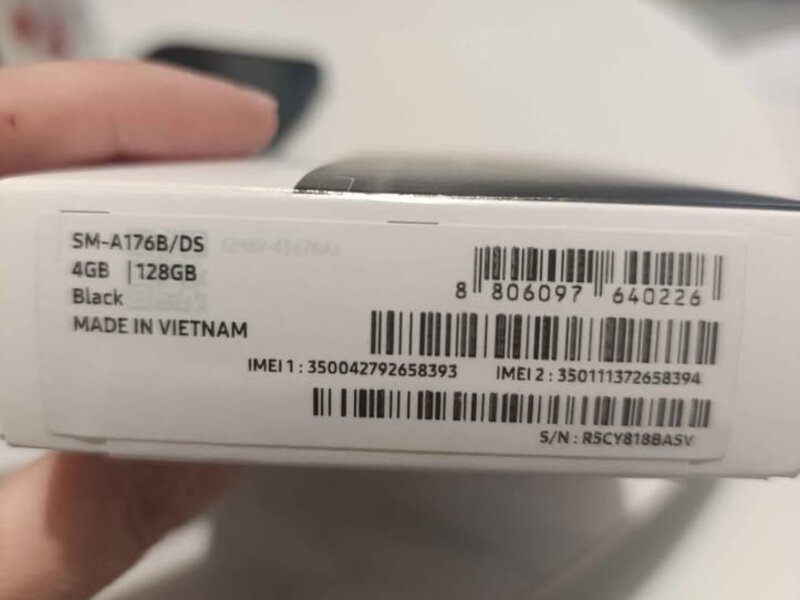 SM-A176B/DS
4GB | 128GB
Black
MADE IN VIETNAM
8 806097 640226
IMEI 1 : 350042792658393
IMEI 2 : 350111372658394
S/N : R5CY818BASV